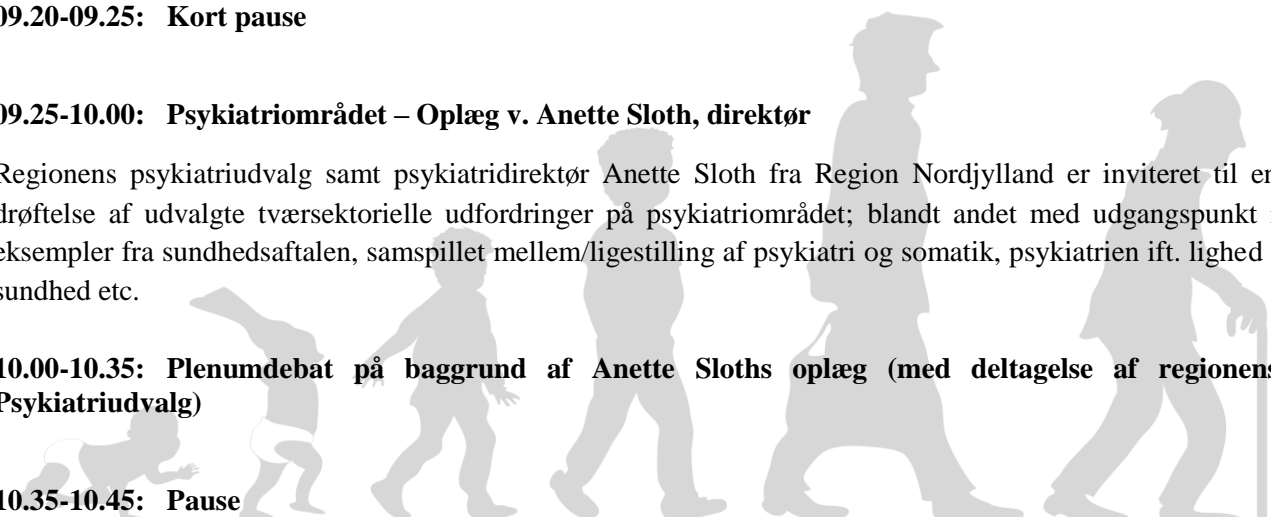 09.20-09.25: Kort pause
09.25-10.00: Psykiatriområdet – Oplæg v. Anette Sloth, direktør
Regionens psykiatriudvalg samt psykiatridirektør Anette Sloth fra Region Nordjylland er inviteret til en
drøftelse af udvalgte tværsektorielle udfordringer på psykiatriområdet; blandt andet med udgangspunkt
eksempler fra sundhedsaftalen, samspillet mellem/ligestilling af psykiatri og somatik, psykiatrien ift. lighed
sundhed etc.
10.00-10.35: Plenumdebat på baggrund af Anette Sloths oplæg (med deltagelse af regionens
Psykiatriudvalg)
10.35-10.45: Pause